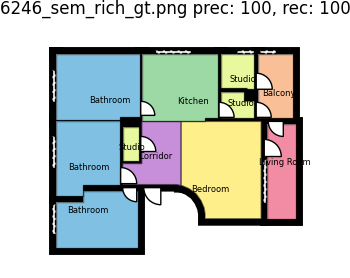 6246_sem_rich_gt.png prec: 100, rec: 100
Studio
Balcony
Bathroom
Kitchen
Studio
Studio
Corridor
Living Room
Bathroom
Bedroom
Bathroom